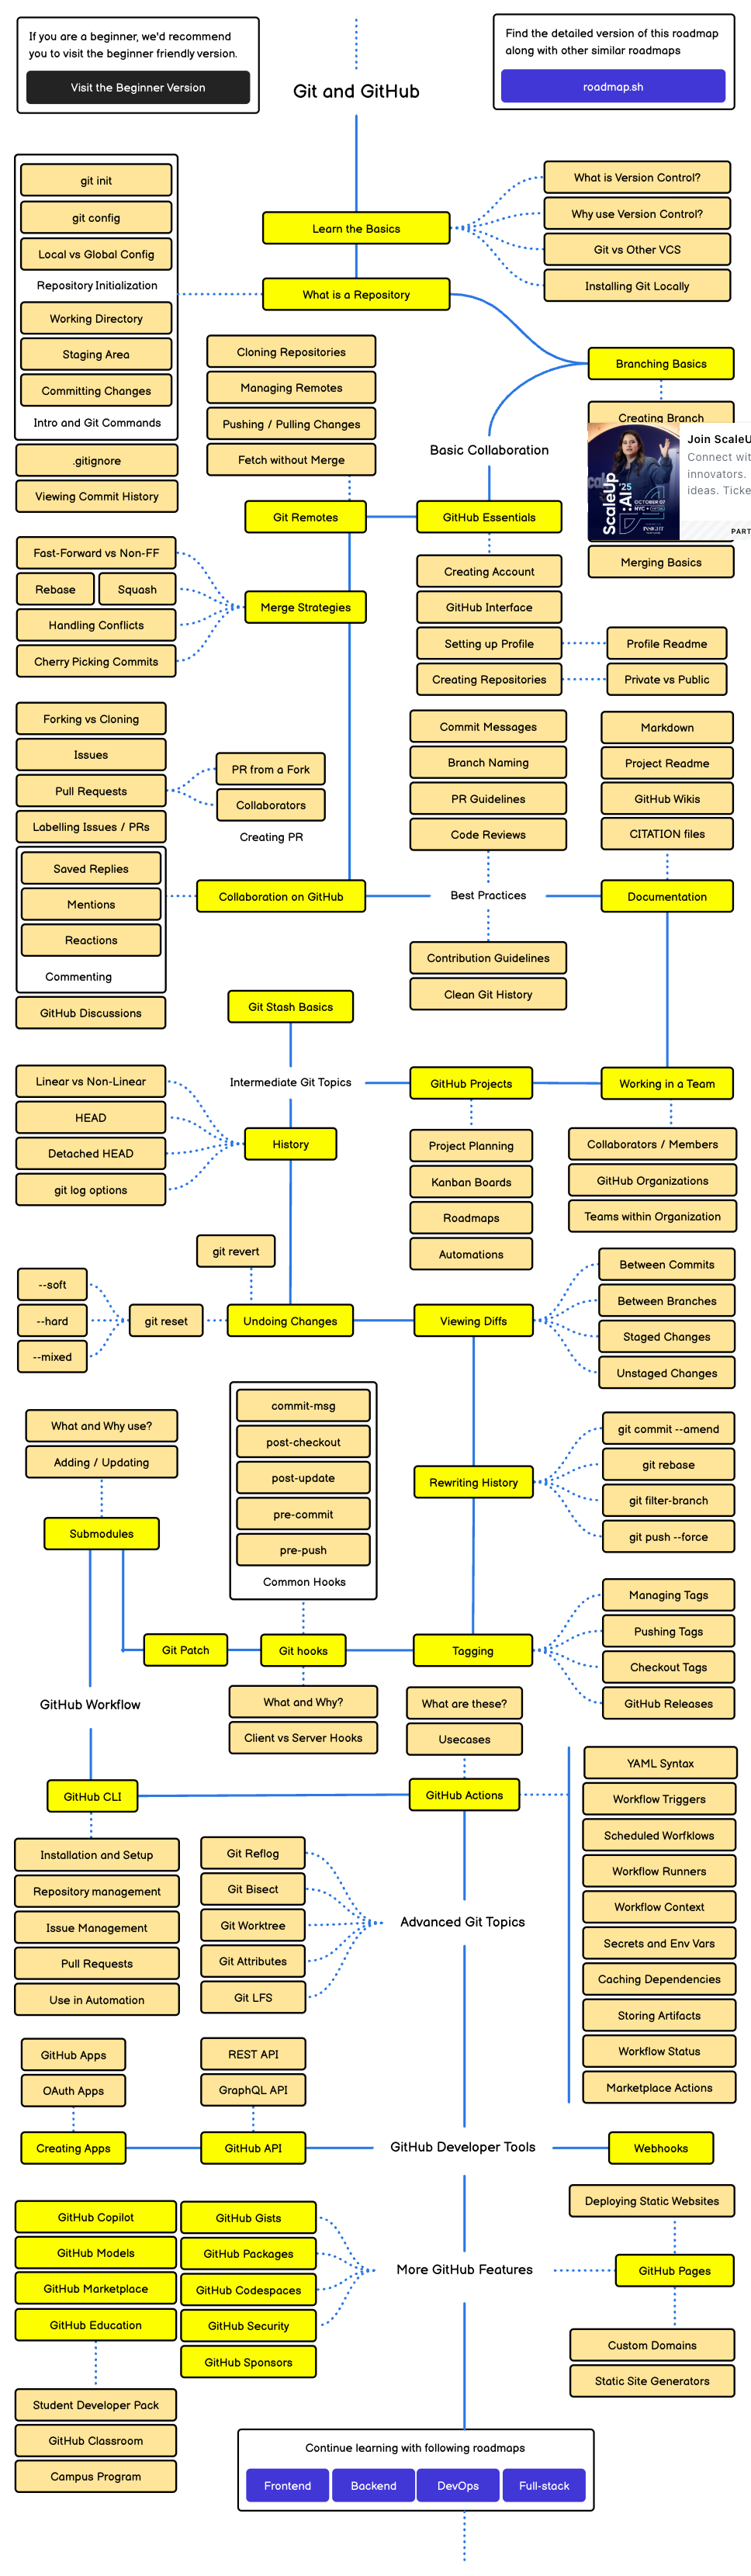 If you are a beginner, we'd recommend
you to visit the beginner friendly version.
Visit the Beginner Version
Find the detailed version of this roadmap
along with other similar roadmaps
roadmap.sh
Git and GitHub
Learn the Basics
What is Version Control?
Why use Version Control?
Git vs Other VCS
Installing Git Locally
What is a Repository
git init
git config
Local vs Global Config
Repository Initialization
Working Directory
Staging Area
Committing Changes
Intro and Git Commands
.gitignore
Viewing Commit History
Branching Basics
Creating Branch
Join ScaleU
Connect wit
innovators.
ideas. Ticke
PART
ScaleUp
:AI:
'25
OCTOBER 07
Merging Basics
Basic Collaboration
Cloning Repositories
Managing Remotes
Pushing / Pulling Changes
Fetch without Merge
Git Remotes
GitHub Essentials
Creating Account
GitHub Interface
Setting up Profile
Creating Repositories
Profile Readme
Private vs Public
Fast-Forward vs Non-FF
Rebase
Squash
Handling Conflicts
Cherry Picking Commits
Merge Strategies
Forking vs Cloning
Issues
Pull Requests
Labelling Issues / PRs
PR from a Fork
Collaborators
Creating PR
Saved Replies
Mentions
Reactions
Commenting
GitHub Discussions
Collaboration on GitHub
Commit Messages
Branch Naming
PR Guidelines
Code Reviews
Best Practices
Contribution Guidelines
Clean Git History
Markdown
Project Readme
GitHub Wikis
CITATION files
Documentation
Git Stash Basics
Intermediate Git Topics
GitHub Projects
Working in a Team
Project Planning
Kanban Boards
Roadmaps
Automations
Collaborators / Members
GitHub Organizations
Teams within Organization
Linear vs Non-Linear
HEAD
Detached HEAD
git log options
History
git revert
--soft
--hard
--mixed
git reset
Undoing Changes
Viewing Diffs
Between Commits
Between Branches
Staged Changes
Unstaged Changes
commit-msg
post-checkout
post-update
pre-commit
pre-push
Common Hooks
What and Why use?
Adding / Updating
Submodules
Rewriting History
git commit --amend
git rebase
git filter-branch
git push --force
Git Patch
Git hooks
Tagging
Managing Tags
Pushing Tags
Checkout Tags
GitHub Releases
What and Why?
Client vs Server Hooks
GitHub Workflow
What are these?
Usecases
GitHub CLI
GitHub Actions
YAML Syntax
Workflow Triggers
Scheduled Worfklows
Workflow Runners
Workflow Context
Secrets and Env Vars
Caching Dependencies
Storing Artifacts
Workflow Status
Marketplace Actions
Installation and Setup
Repository management
Issue Management
Pull Requests
Use in Automation
Git Reflog
Git Bisect
Git Worktree
Git Attributes
Git LFS
Advanced Git Topics
GitHub Apps
OAuth Apps
REST API
GraphQL API
Creating Apps
GitHub API
GitHub Developer Tools
Webhooks
GitHub Copilot
GitHub Models
GitHub Marketplace
GitHub Education
GitHub Gists
GitHub Packages
GitHub Codespaces
GitHub Security
GitHub Sponsors
More GitHub Features
Deploying Static Websites
GitHub Pages
Custom Domains
Static Site Generators
Student Developer Pack
GitHub Classroom
Campus Program
Continue learning with following roadmaps
Frontend
Backend
DevOps
Full-stack